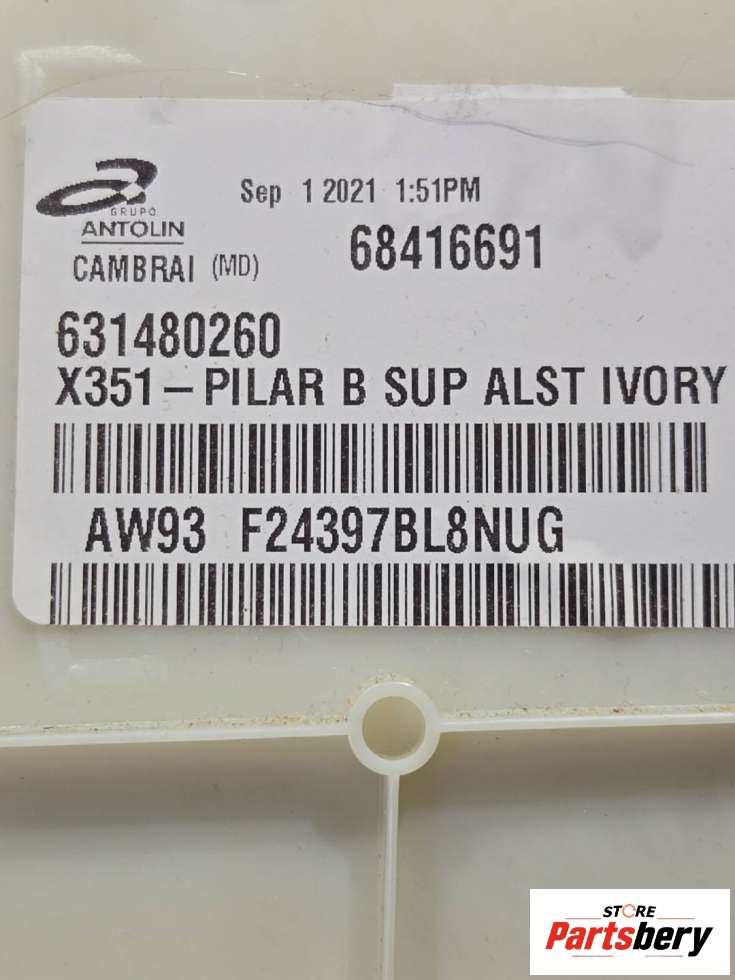 Sep 1 2021 1:51PM
GRUPO
ANTOLIN
68416691
CAMBRAI (MD)
631480260
X351-PILAR B SUP ALST IVORY
AW93 F24397BL8NUG
STORE
Partsbery